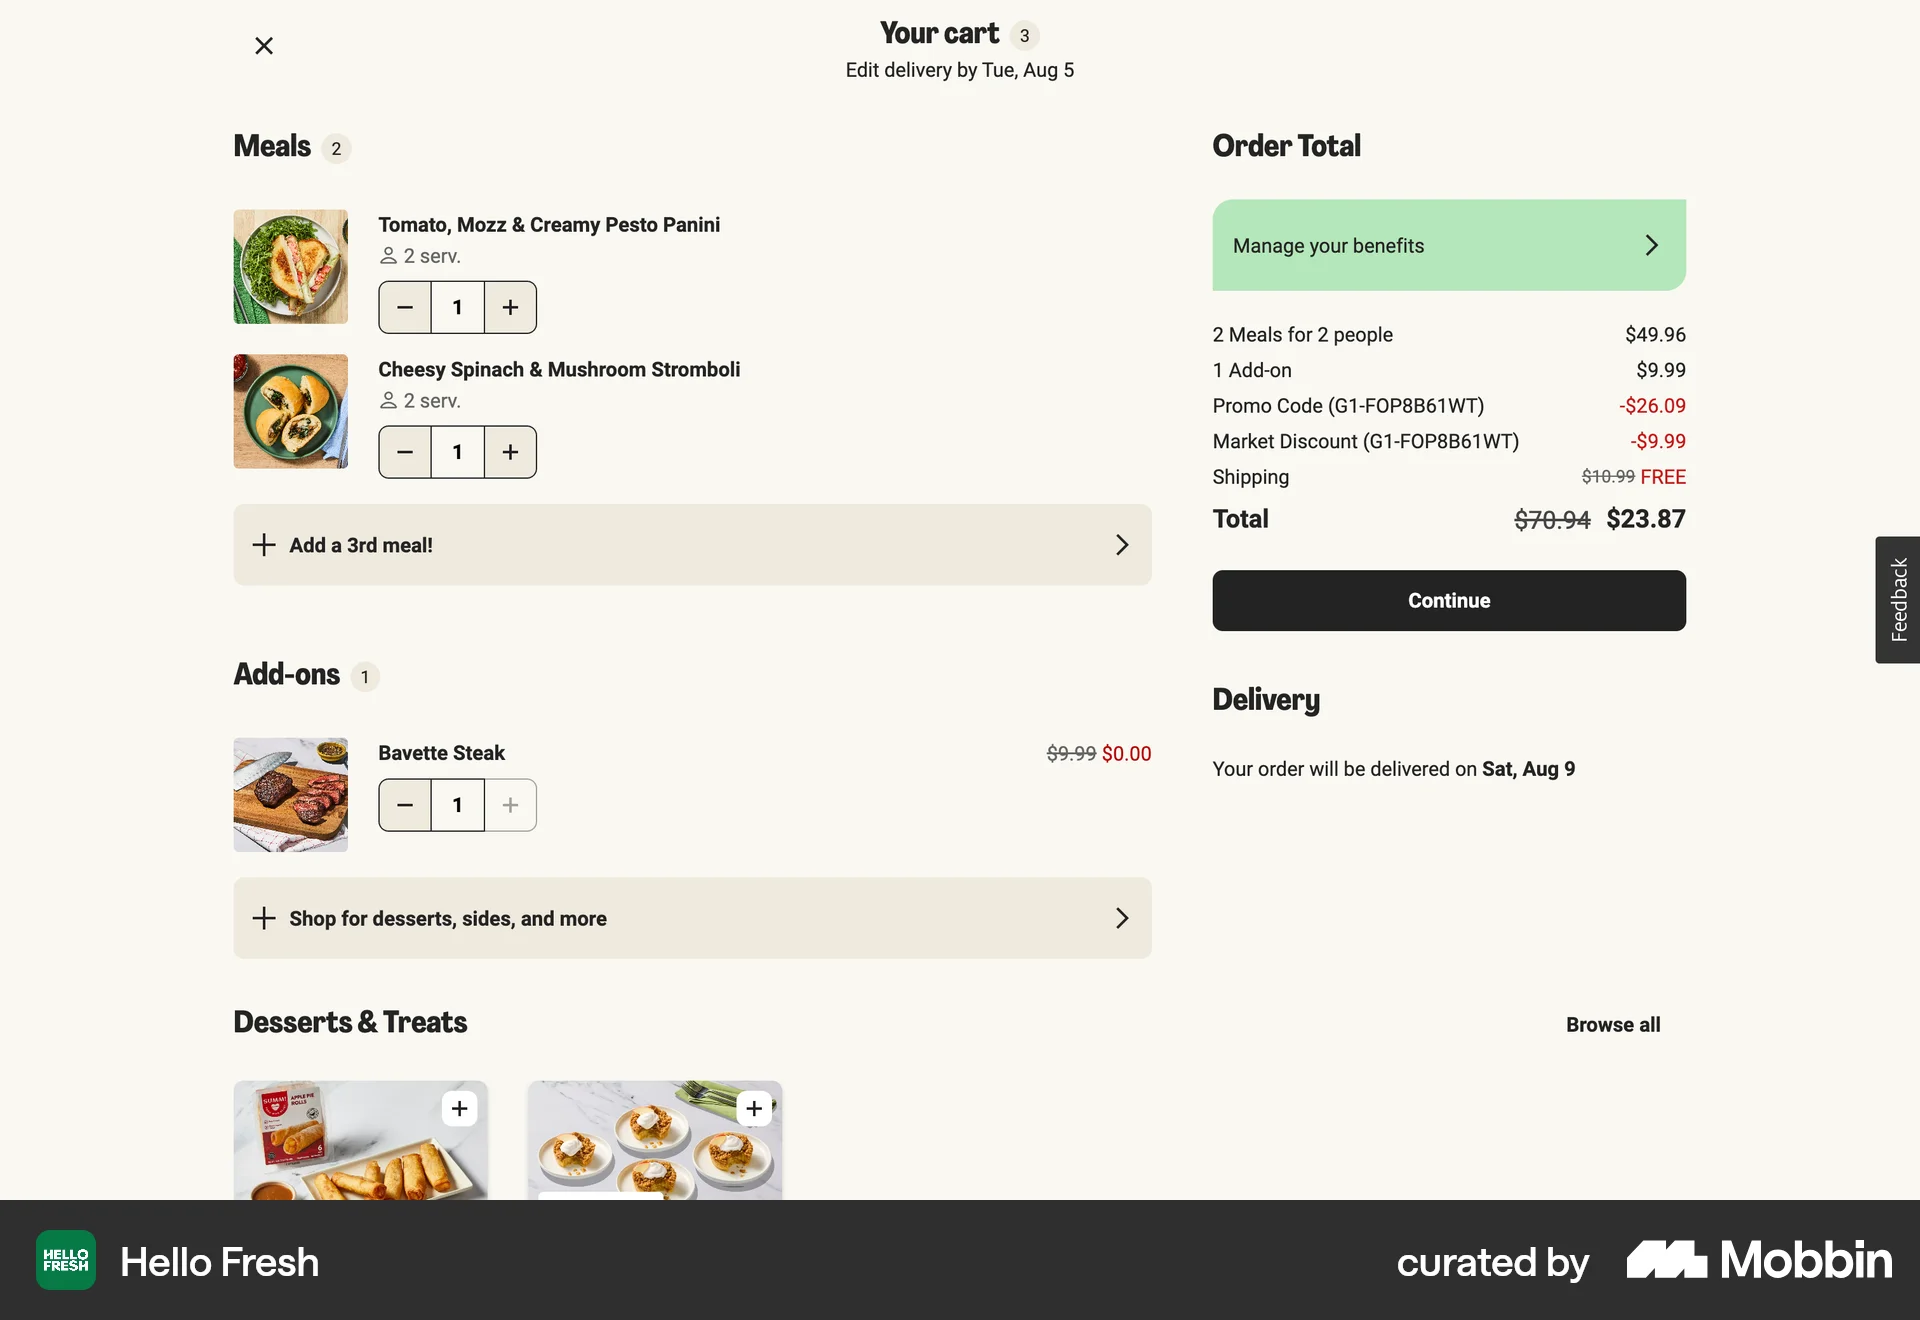 Your cart 3
Edit delivery by Tue, Aug 5
Meals 2
Tomato, Mozz & Creamy Pesto Panini
2 serv.
1
Cheesy Spinach & Mushroom Stromboli
2 serv.
1
Add a 3rd meal!
Add-ons 1
Bavette Steak
$9.99 $0.00
1
Shop for desserts, sides, and more
Order Total
Manage your benefits
2 Meals for 2 people $49.96
1 Add-on $9.99
Promo Code (G1-FOP8B61WT) -$26.09
Market Discount (G1-FOP8B61WT) -$9.99
Shipping $10.99 FREE
Total $70.94 $23.87
Continue
Delivery
Your order will be delivered on Sat, Aug 9
Feedback
Desserts & Treats
Browse all
SUMM!
APPLE PIE
ROLLS
HELLO
FRESH
Hello Fresh
curated by Mobbin